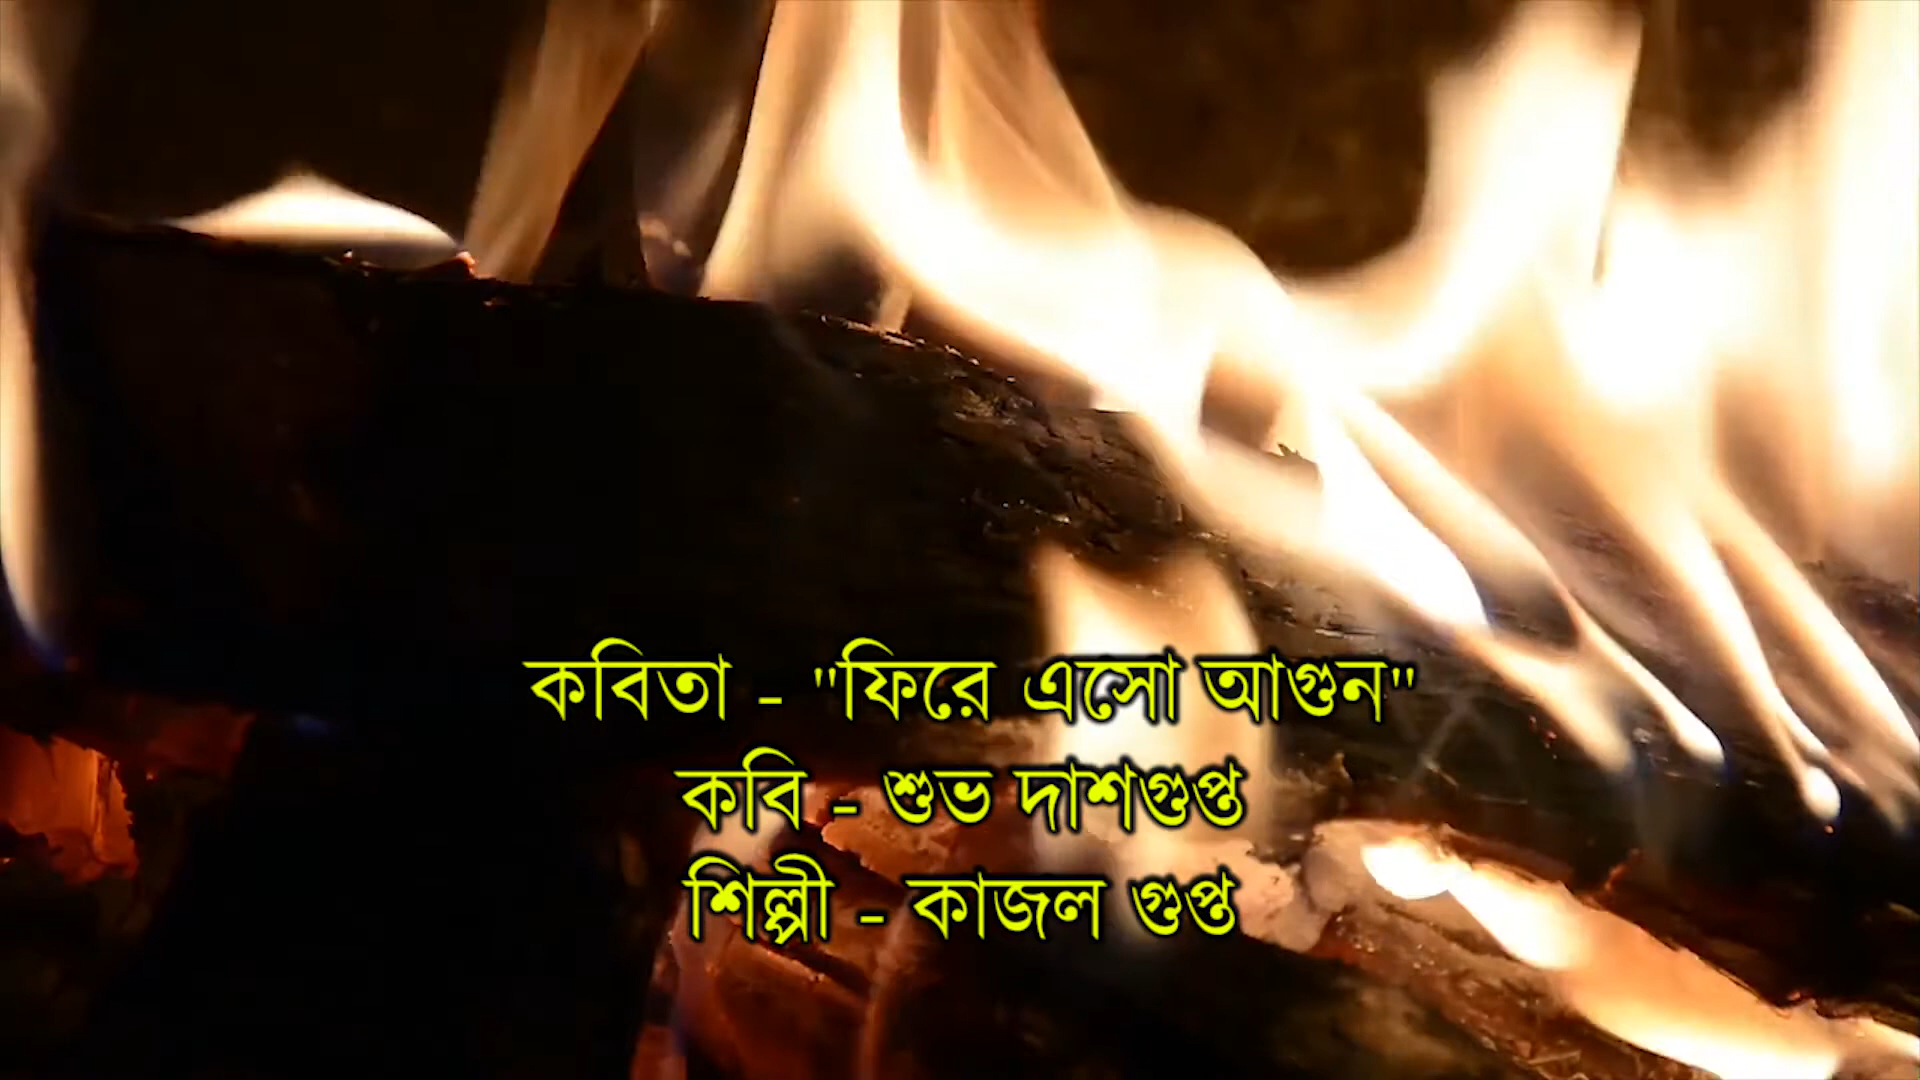 কবিতা - "ফিরে এসো আগুন"
কবি - শুভ দাশগুপ্ত
শিল্পী - কাজল গুপ্ত